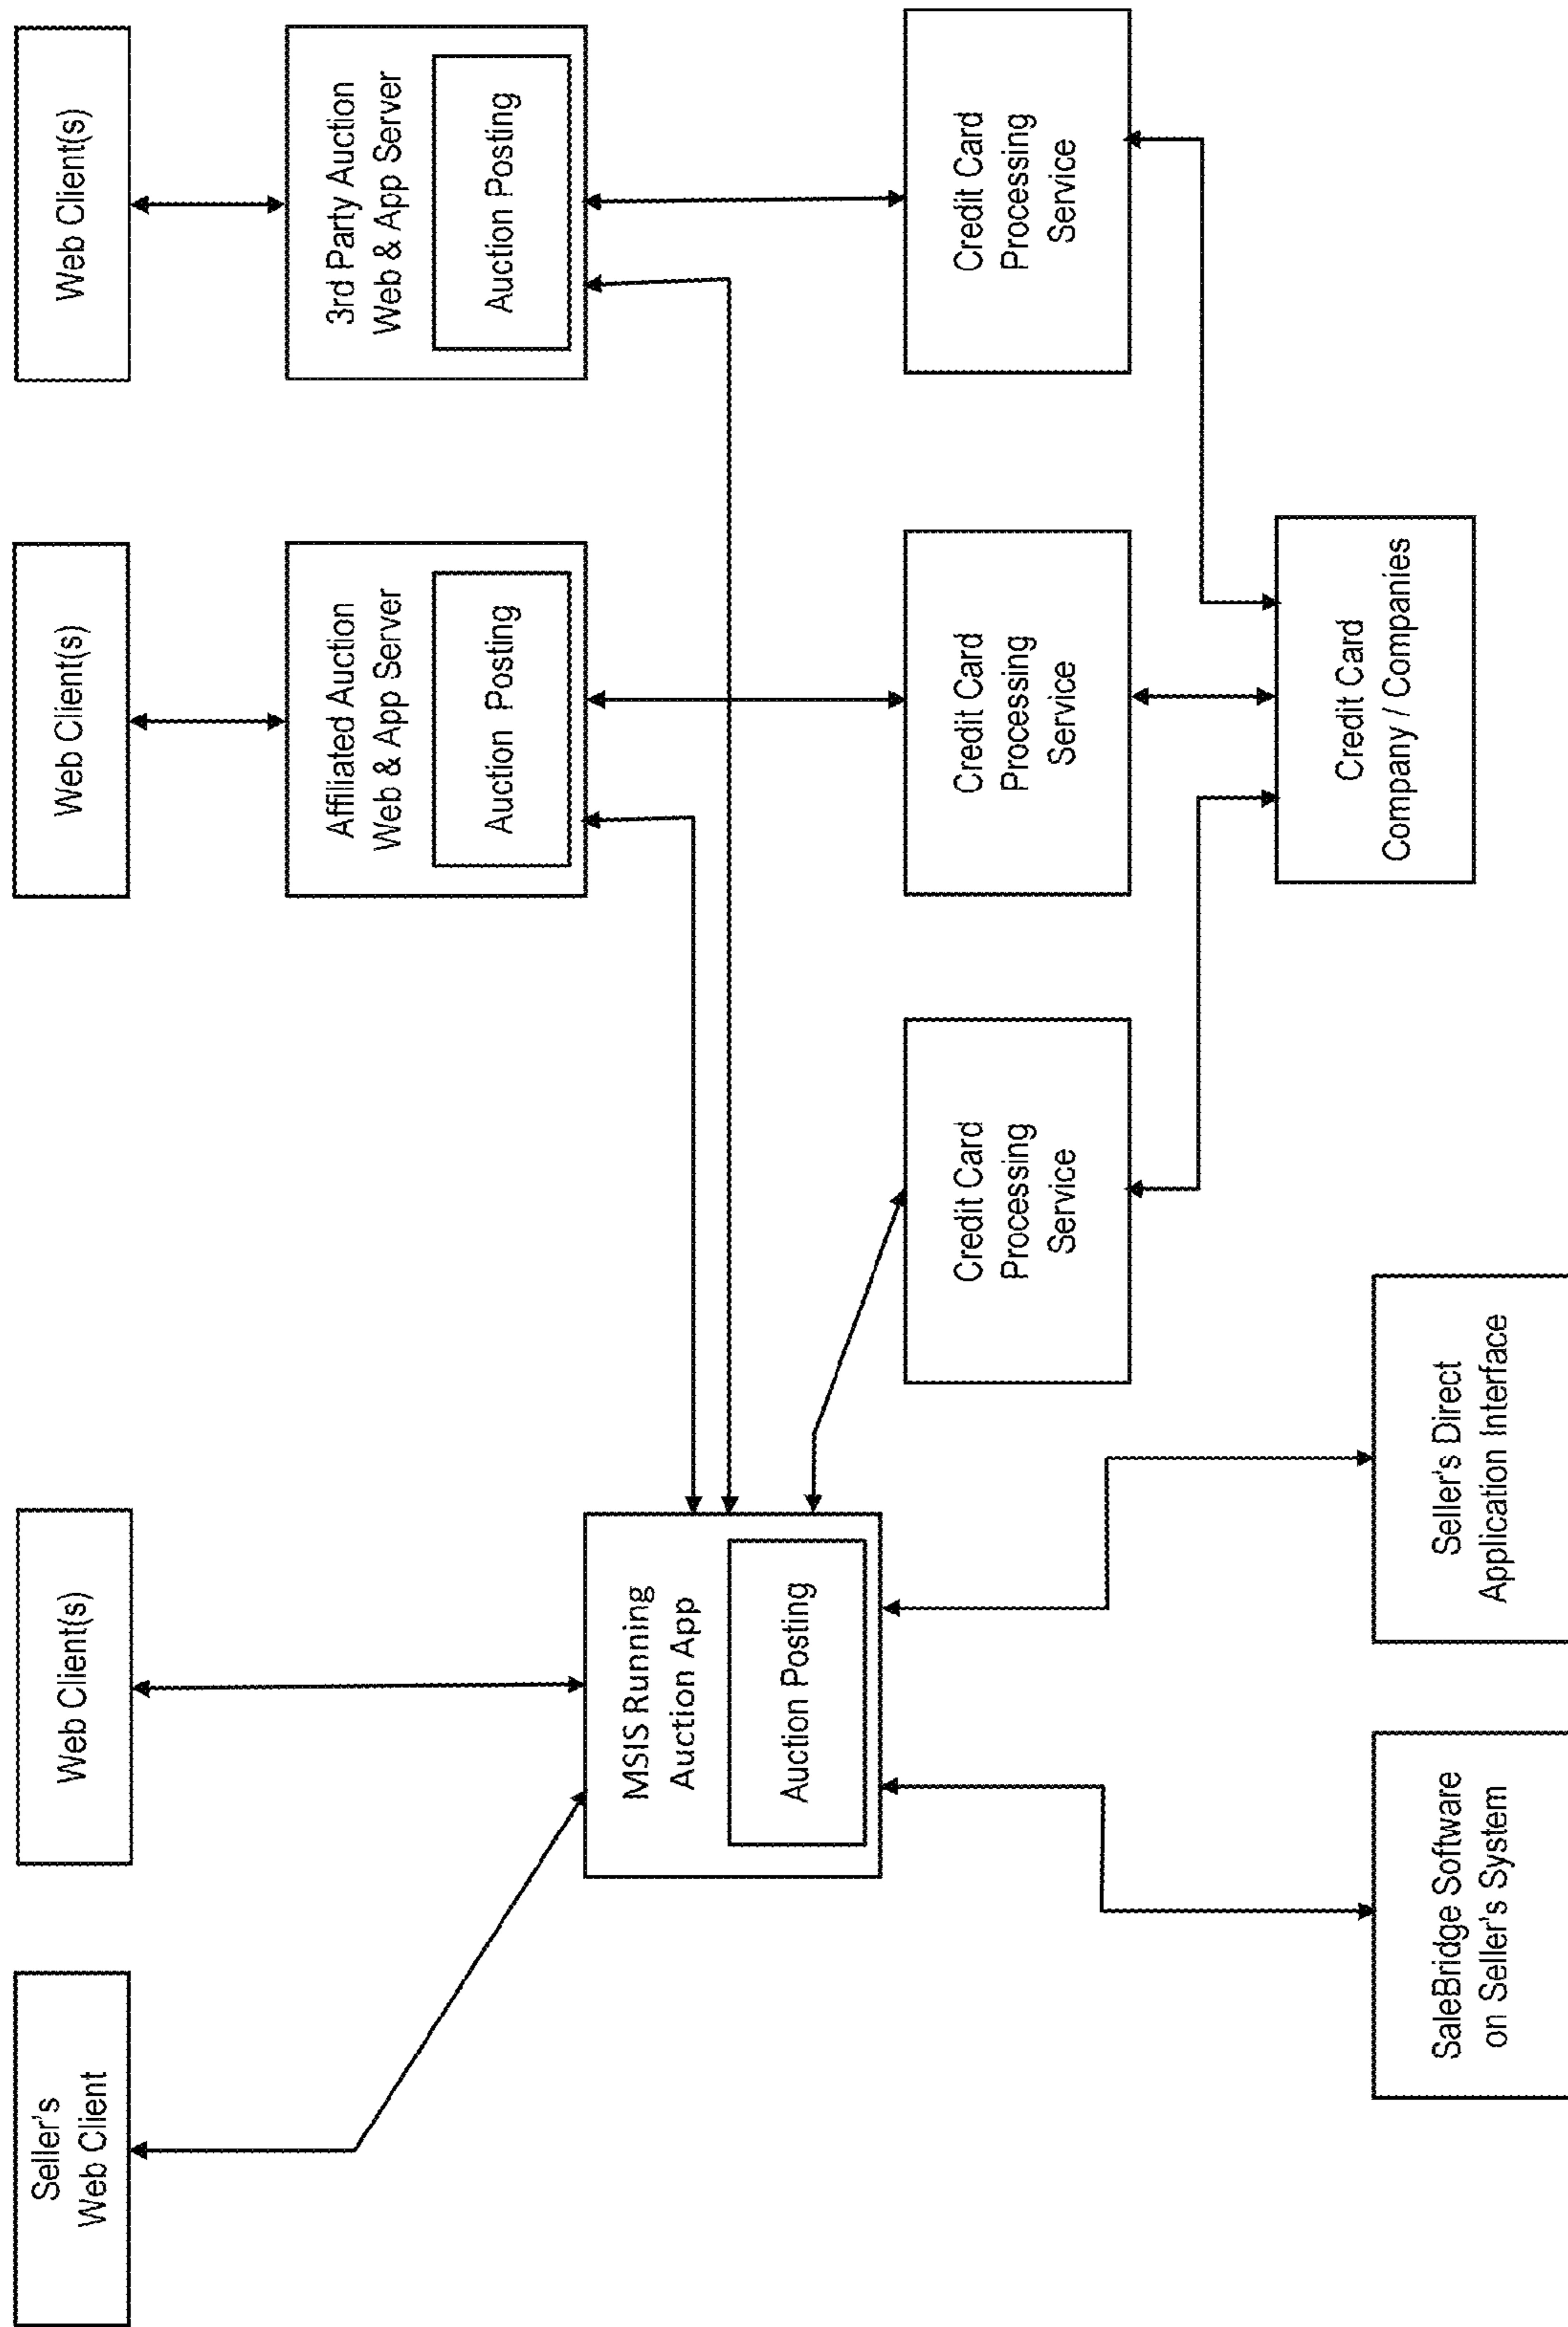 Seller's
Web Client
Web Client(s)
Web Client(s)
Web Client(s)
MSIS Running
Auction App
Auction Posting
Affiliated Auction
Web & App Server
Auction Posting
3rd Party Auction
Web & App Server
Auction Posting
Credit Card
Processing
Service
Credit Card
Processing
Service
Credit Card
Processing
Service
SaleBridge Software
on Seller's System
Seller's Direct
Application Interface
Credit Card
Company / Companies